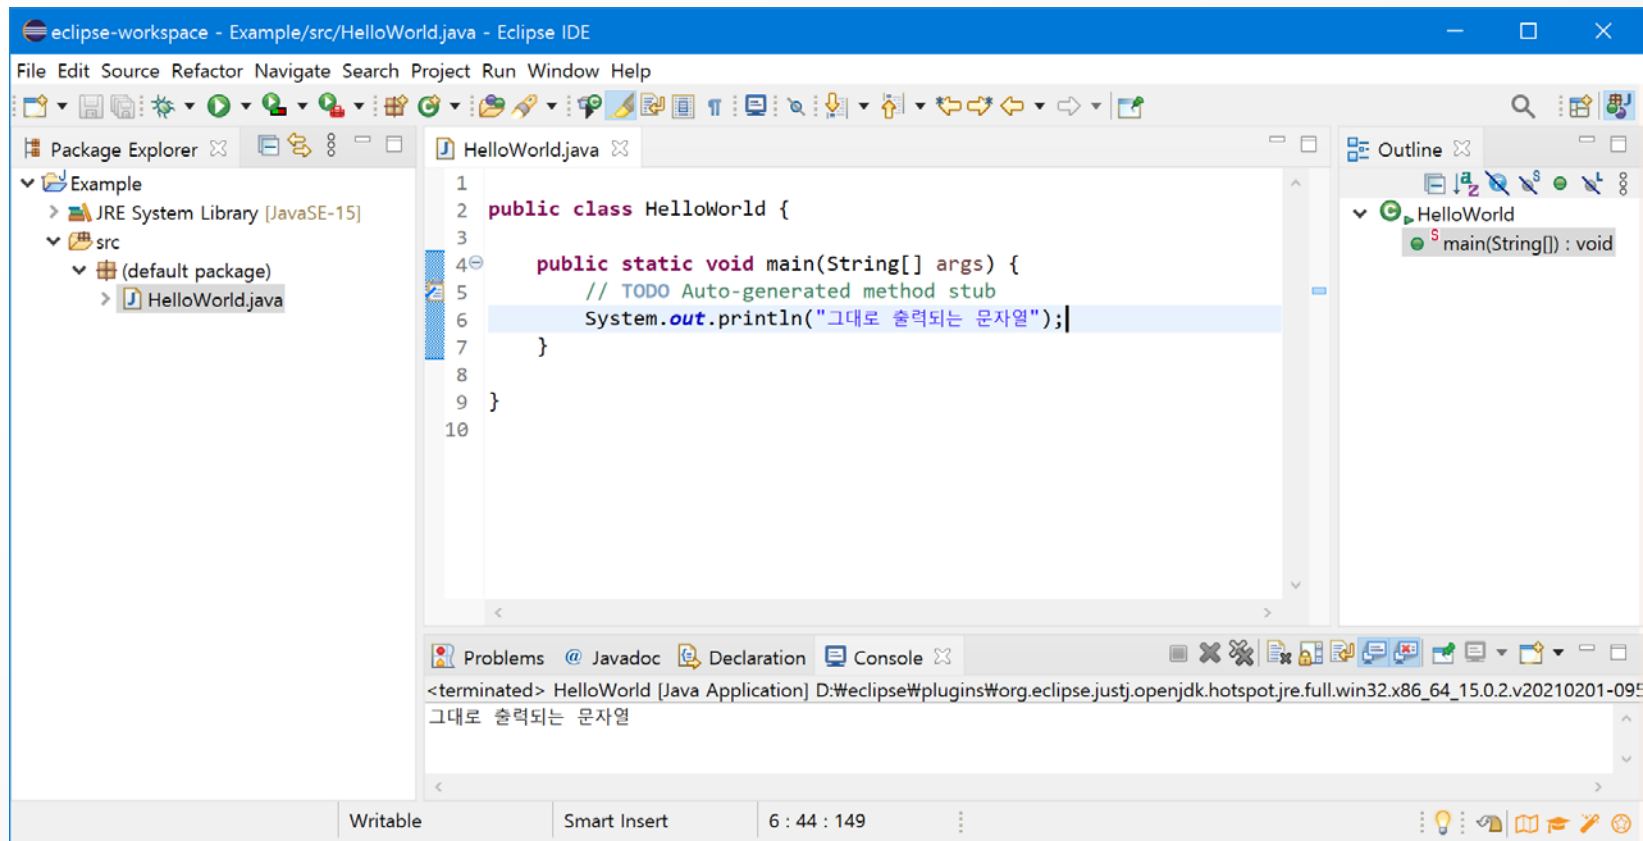 eclipse-workspace - Example/src/HelloWorld.java - Eclipse IDE
File Edit Source Refactor Navigate Search Project Run Window Help
Package Explorer
Example
JRE System Library [JavaSE-15]
src
(default package)
HelloWorld.java
HelloWorld.java
1
2 public class HelloWorld {
3
4 public static void main(String[] args) {
5 // TODO Auto-generated method stub
6 System.out.println("그대로 출력되는 문자열");
7 }
8
9 }
10
Outline
HelloWorld
main(String[]) : void
Problems @ Javadoc Declaration Console
<terminated> HelloWorld [Java Application] D:₩eclipse₩plugins₩org.eclipse.justj.openjdk.hotspot.jre.full.win32.x86_64_15.0.2.v20210201-095
그대로 출력되는 문자열
Writable Smart Insert 6 : 44 : 149